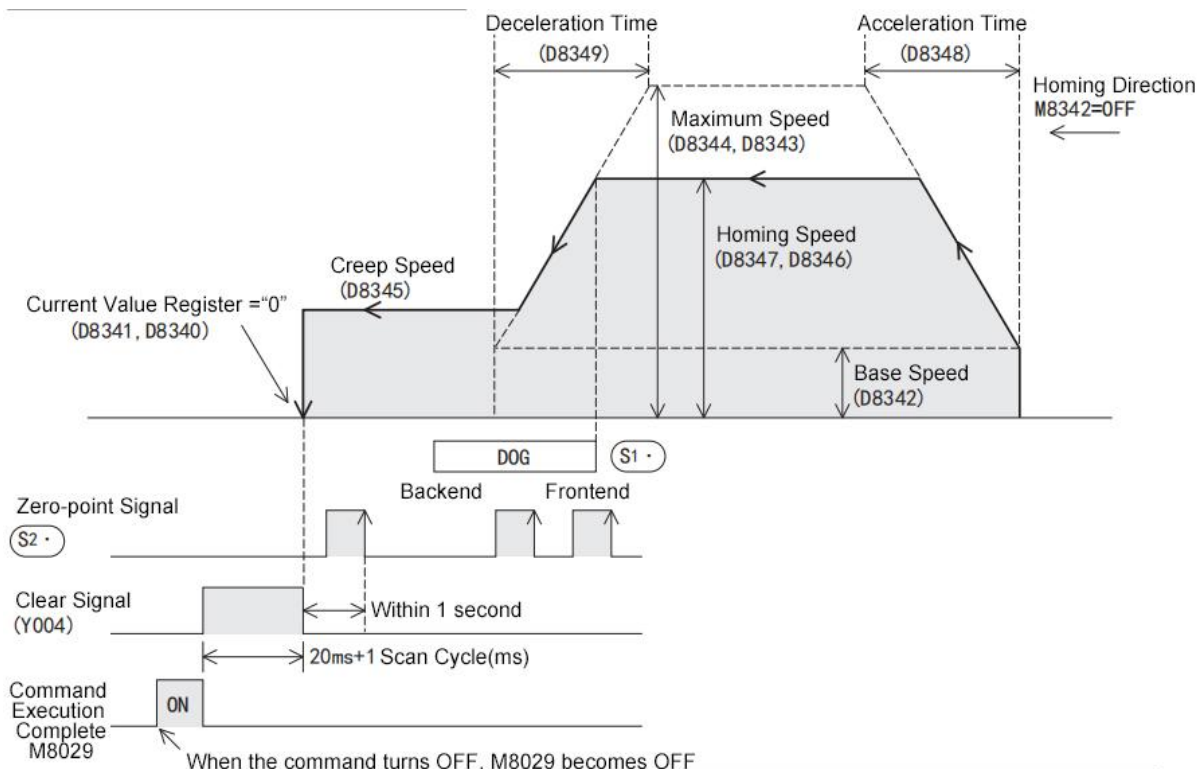 Deceleration Time
(D8349)
Acceleration Time
(D8348)
Homing Direction
M8342=OFF
Maximum Speed
(D8344, D8343)
Homing Speed
(D8347, D8346)
Creep Speed
(D8345)
Current Value Register ="0"
(D8341, D8340)
Base Speed
(D8342)
DOG
S1 ·
Backend
Frontend
Zero-point Signal
S2 ·
Clear Signal
(Y004)
Within 1 second
20ms+1 Scan Cycle(ms)
Command
Execution
Complete
M8029
ON
When the command turns OFF, M8029 becomes OFF